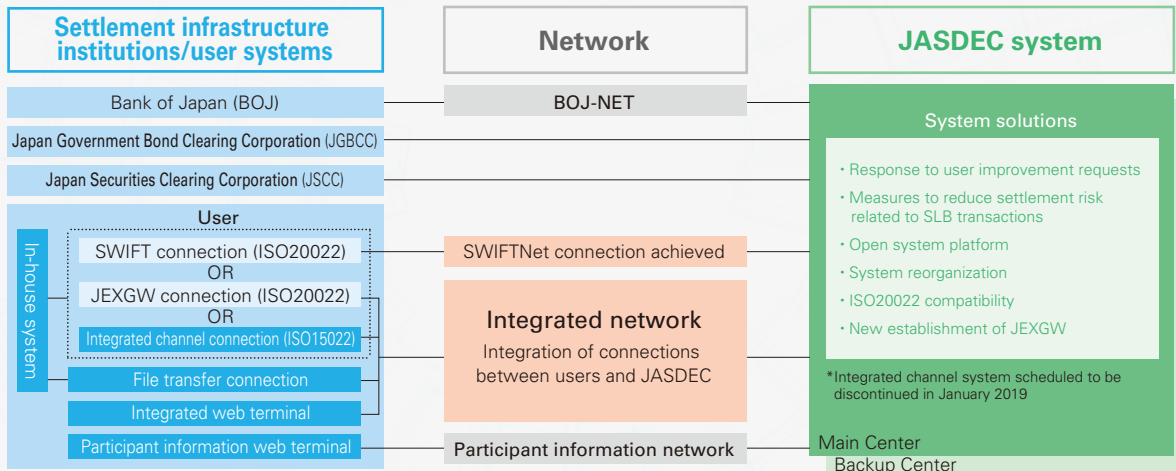 Settlement infrastructure
institutions/user systems
Network
JASDEC system
Bank of Japan (BOJ)
BOJ-NET
Japan Government Bond Clearing Corporation (JGBCC)
Japan Securities Clearing Corporation (JSCC)
User
In-house system
SWIFT connection (ISO20022)
OR
JEXGW connection (ISO20022)
OR
Integrated channel connection (ISO15022)
File transfer connection
Integrated web terminal
Participant information web terminal
SWIFTNet connection achieved
Integrated network
Integration of connections
between users and JASDEC
Participant information network
System solutions
・Response to user improvement requests
・Measures to reduce settlement risk
related to SLB transactions
・Open system platform
・System reorganization
・ISO20022 compatibility
・New establishment of JEXGW
*Integrated channel system scheduled to be
discontinued in January 2019
Main Center
Backup Center